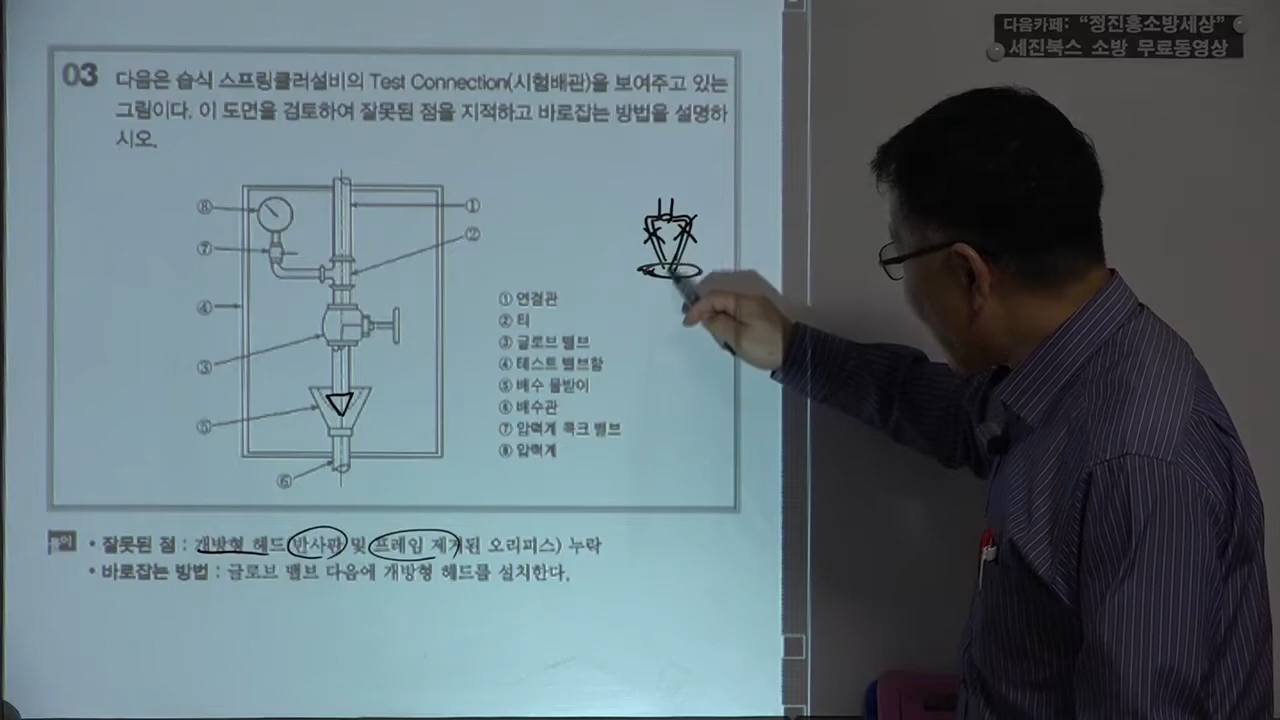 다음카페: "정진흥소방세상"
세진북스 소방 무료동영상
03 다음은 습식 스프링클러설비의 Test Connection(시험배관)을 보여주고 있는
그림이다. 이 도면을 검토하여 잘못된 점을 지적하고 바로잡는 방법을 설명하
시오.
⑧
①
⑦
②
④
③
⑤
⑥
① 연결관
② 티
③ 글로브 밸브
④ 테스트 밸브함
⑤ 배수 물받이
⑥ 배수관
⑦ 압력계 콕크 밸브
⑧ 압력계
• 잘못된 점 : 개방형 헤드 반사판 및 프레임 제거된 오리피스) 누락
• 바로잡는 방법 : 글로브 밸브 다음에 개방형 헤드를 설치한다.